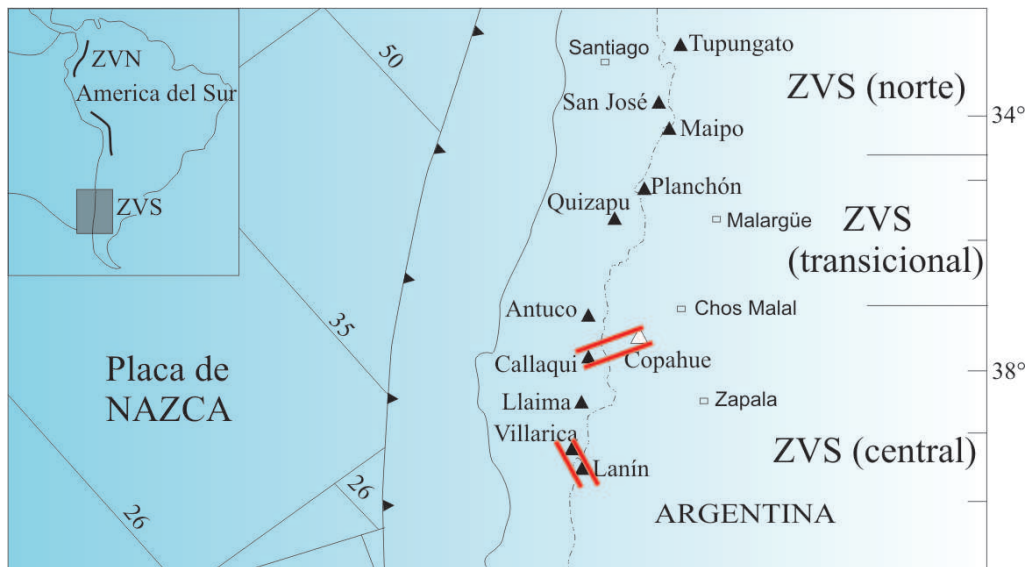 ZVN
America del Sur
ZVS
50
35
26
26
Placa de
NAZCA
Santiago
Tupungato
San José
Maipo
Planchón
Quizapu
Malargüe
Antuco
Chos Malal
Callaqui
Copahue
Llaima
Zapala
Villarica
Lanín
ARGENTINA
ZVS (norte)
34°
ZVS
(transicional)
38°
ZVS (central)